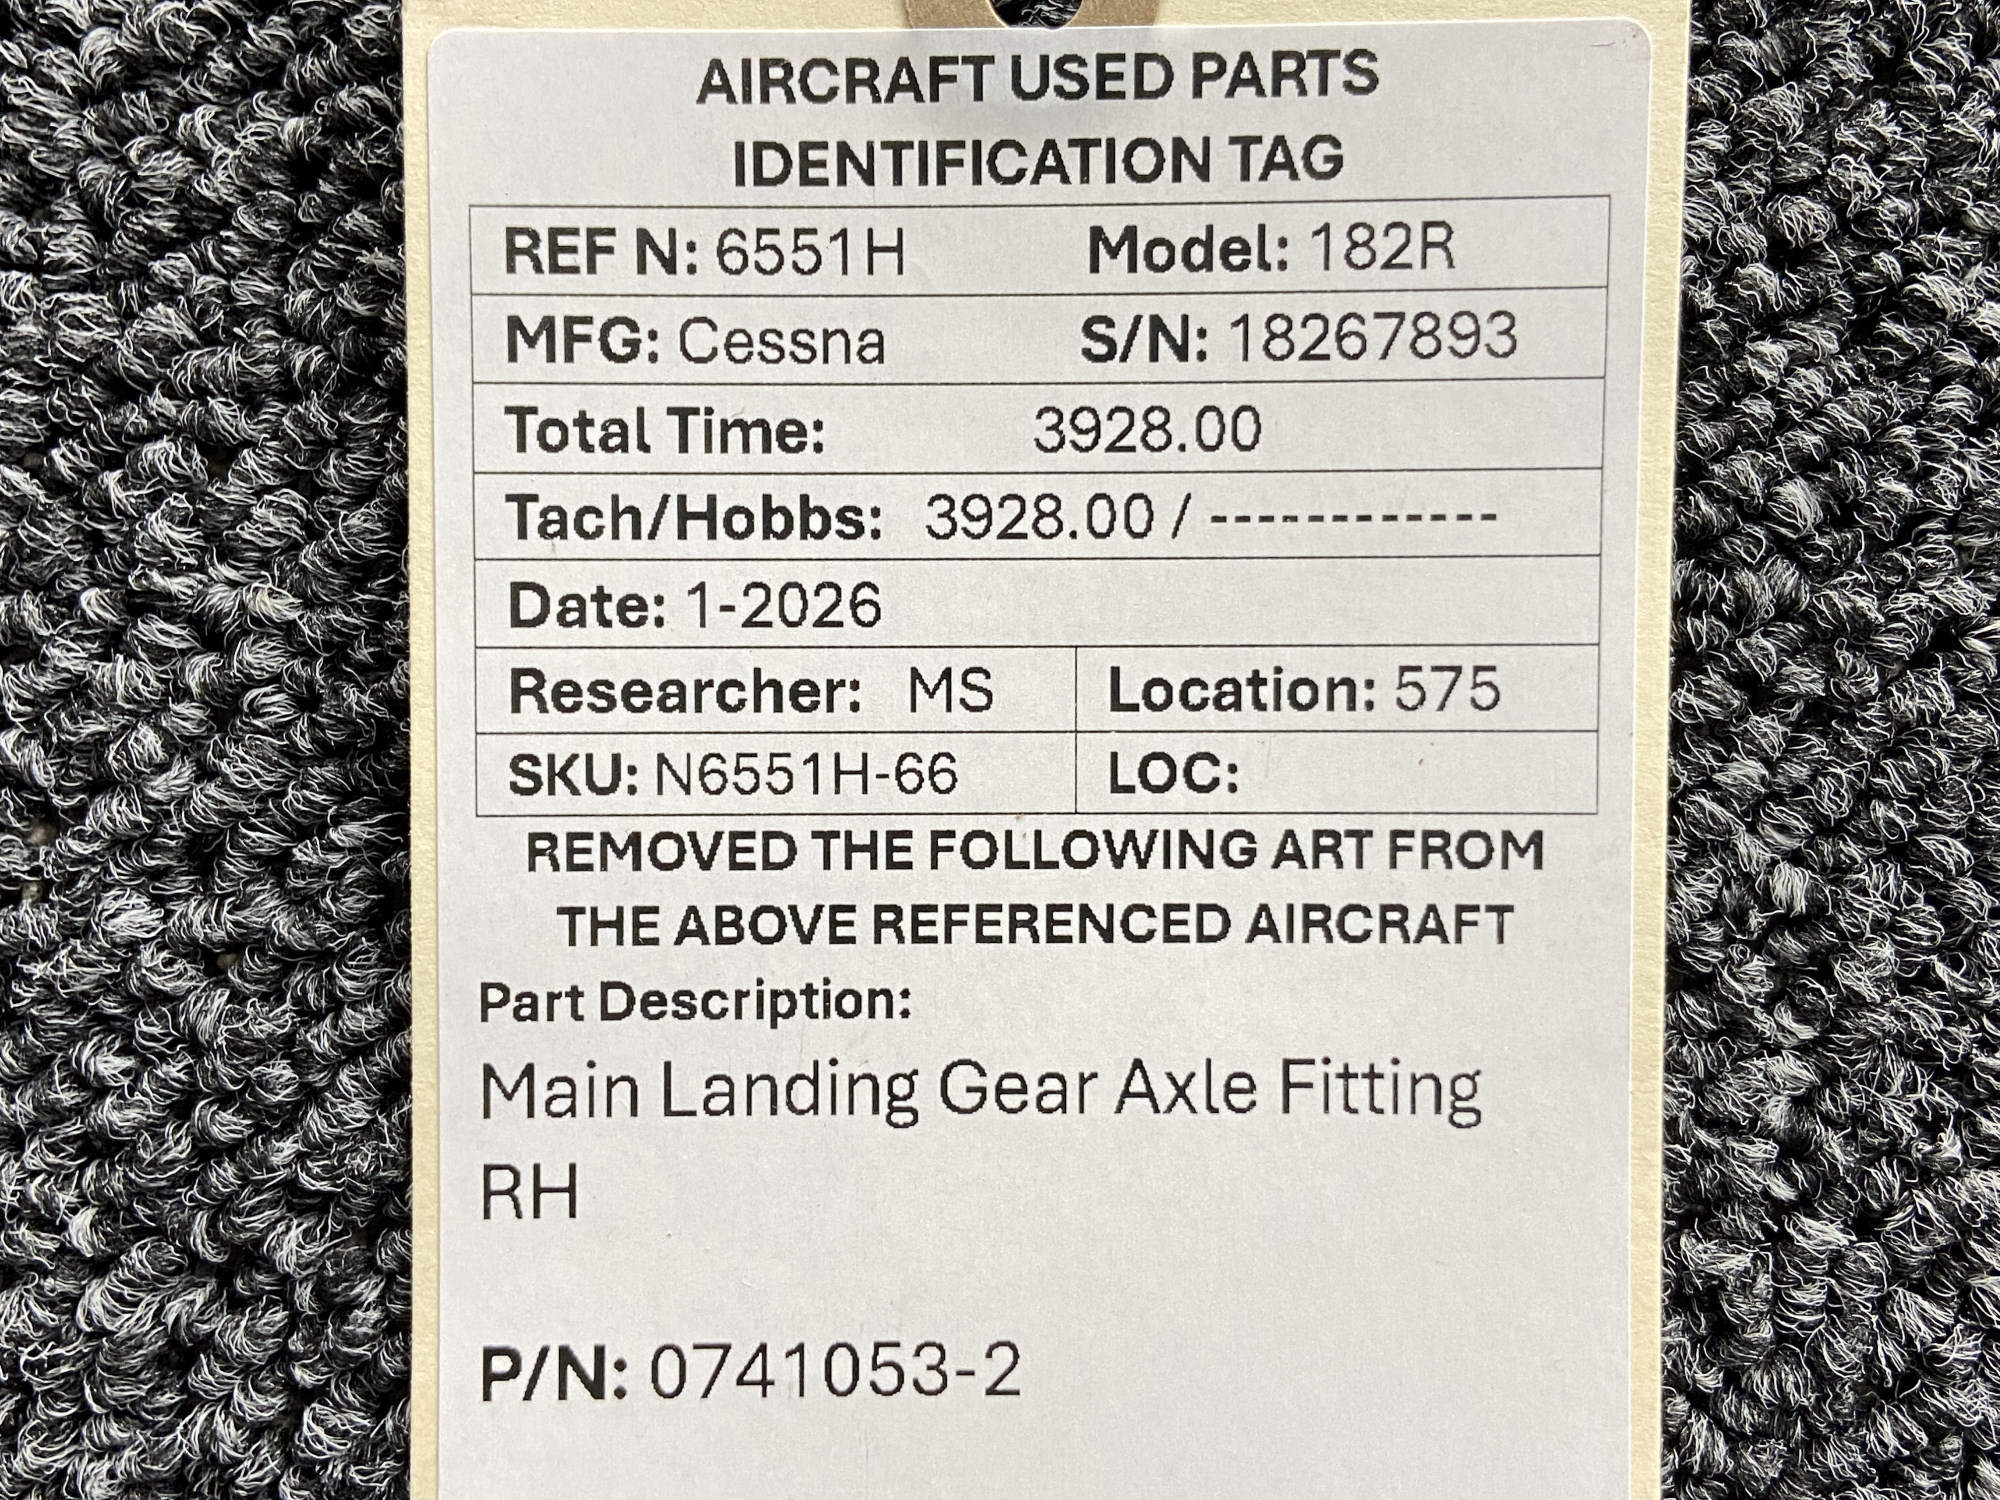 AIRCRAFT USED PARTS
IDENTIFICATION TAG
REF N: 6551H Model: 182R
MFG: Cessna S/N: 18267893
Total Time: 3928.00
Tach/Hobbs: 3928.00 / ------------
Date: 1-2026
Researcher: MS Location: 575
SKU: N6551H-66 LOC:
REMOVED THE FOLLOWING ART FROM
THE ABOVE REFERENCED AIRCRAFT
Part Description:
Main Landing Gear Axle Fitting
RH
P/N: 0741053-2